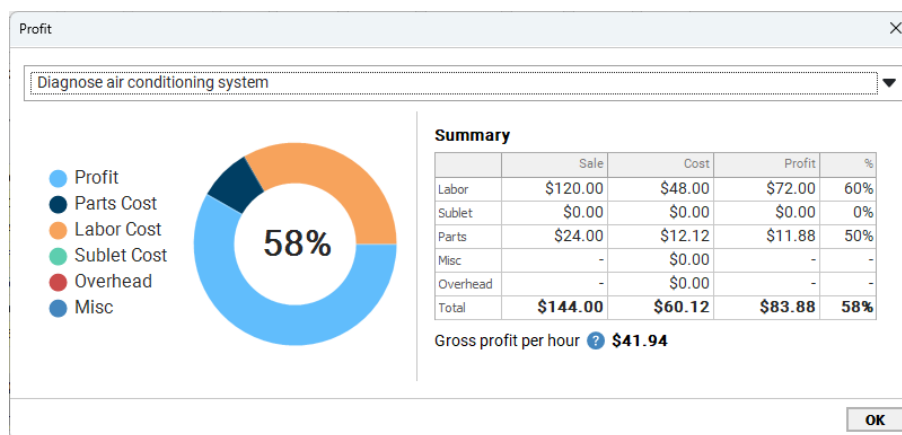 Profit
Diagnose air conditioning system
Profit
Parts Cost
Labor Cost
Sublet Cost
Overhead
Misc
58%
Summary
Sale Cost Profit %
Labor $120.00 $48.00 $72.00 60%
Sublet $0.00 $0.00 $0.00 0%
Parts $24.00 $12.12 $11.88 50%
Misc - $0.00 - -
Overhead - $0.00 - -
Total $144.00 $60.12 $83.88 58%
Gross profit per hour ? $41.94
OK